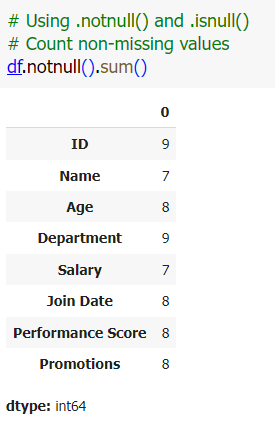 # Using .notnull() and .isnull()
# Count non-missing values
df.notnull().sum()
0
ID 9
Name 7
Age 8
Department 9
Salary 7
Join Date 8
Performance Score 8
Promotions 8
dtype: int64